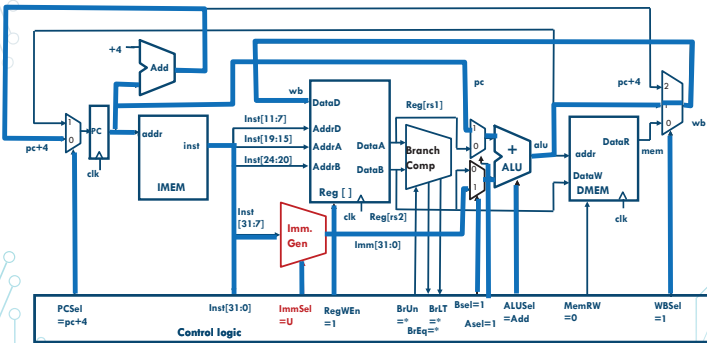 +4
Add
pc
pc+4
2
wb
1
DataD
Reg[rs1]
1
1
0
PC
addr
inst
Inst[11:7]
AddrD
Inst[19:15]
AddrA
DataA
Branch
Comp
0
+
ALU
alu
0
wb
DataR
mem
addr
pc+4
Inst[24:20]
AddrB
DataB
0
1
DataW
DMEM
clk
IMEM
Reg [ ]
clk
Reg[rs2]
clk
Inst
[31:7]
Imm.
Gen
Imm[31:0]
PCSel
=pc+4
Inst[31:0]
ImmSel
=U
RegWEn
=1
BrUn
=*
BrEq=*
BrLT
=*
Bsel=1
Asel=1
ALUSel
=Add
MemRW
=0
WBSel
=1
Control logic